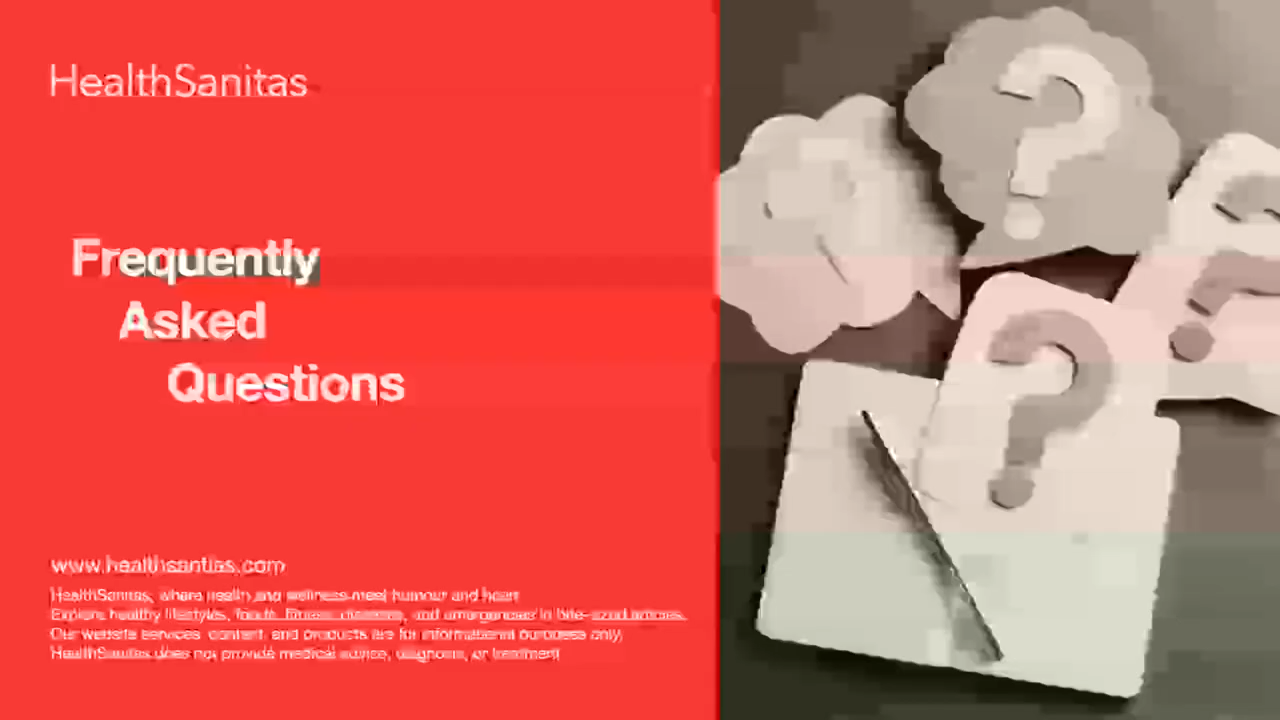 HealthSanitas
Frequently
Asked
Questions
www.healthsanitas.com
HealthSanitas, where health and wellness meet humour and heart
Explore healthy lifestyles, foods, fitness, diseases, and emergencies in bite-sized articles.
Our website services, content, and products are for informational purposes only.
HealthSanitas does not provide medical advice, diagnosis, or treatment